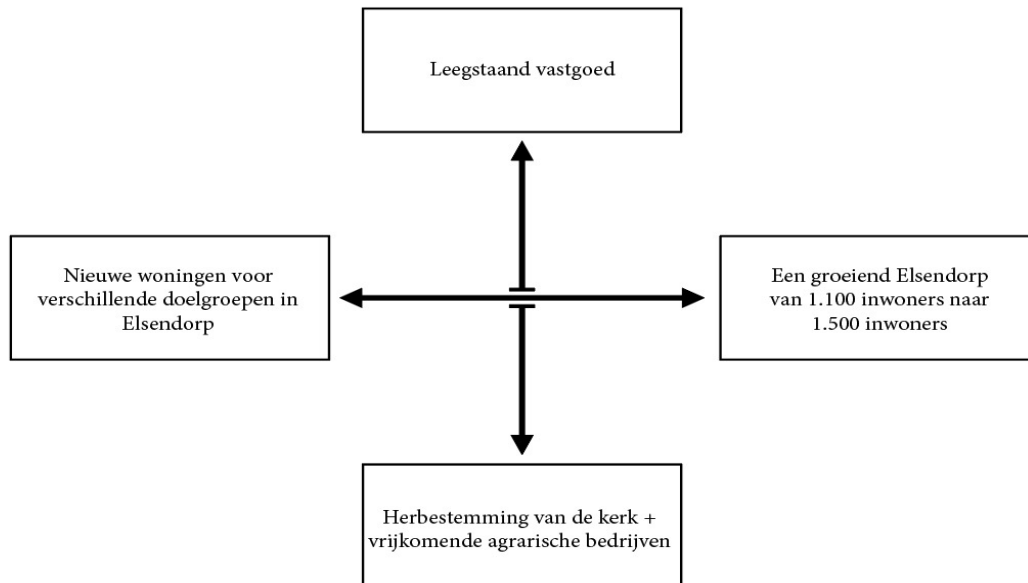 Leegstaand vastgoed
Nieuwe woningen voor
verschillende doelgroepen in
Elsendorp
Een groeiend Elsendorp
van 1.100 inwoners naar
1.500 inwoners
Herbestemming van de kerk +
vrijkomende agrarische bedrijven